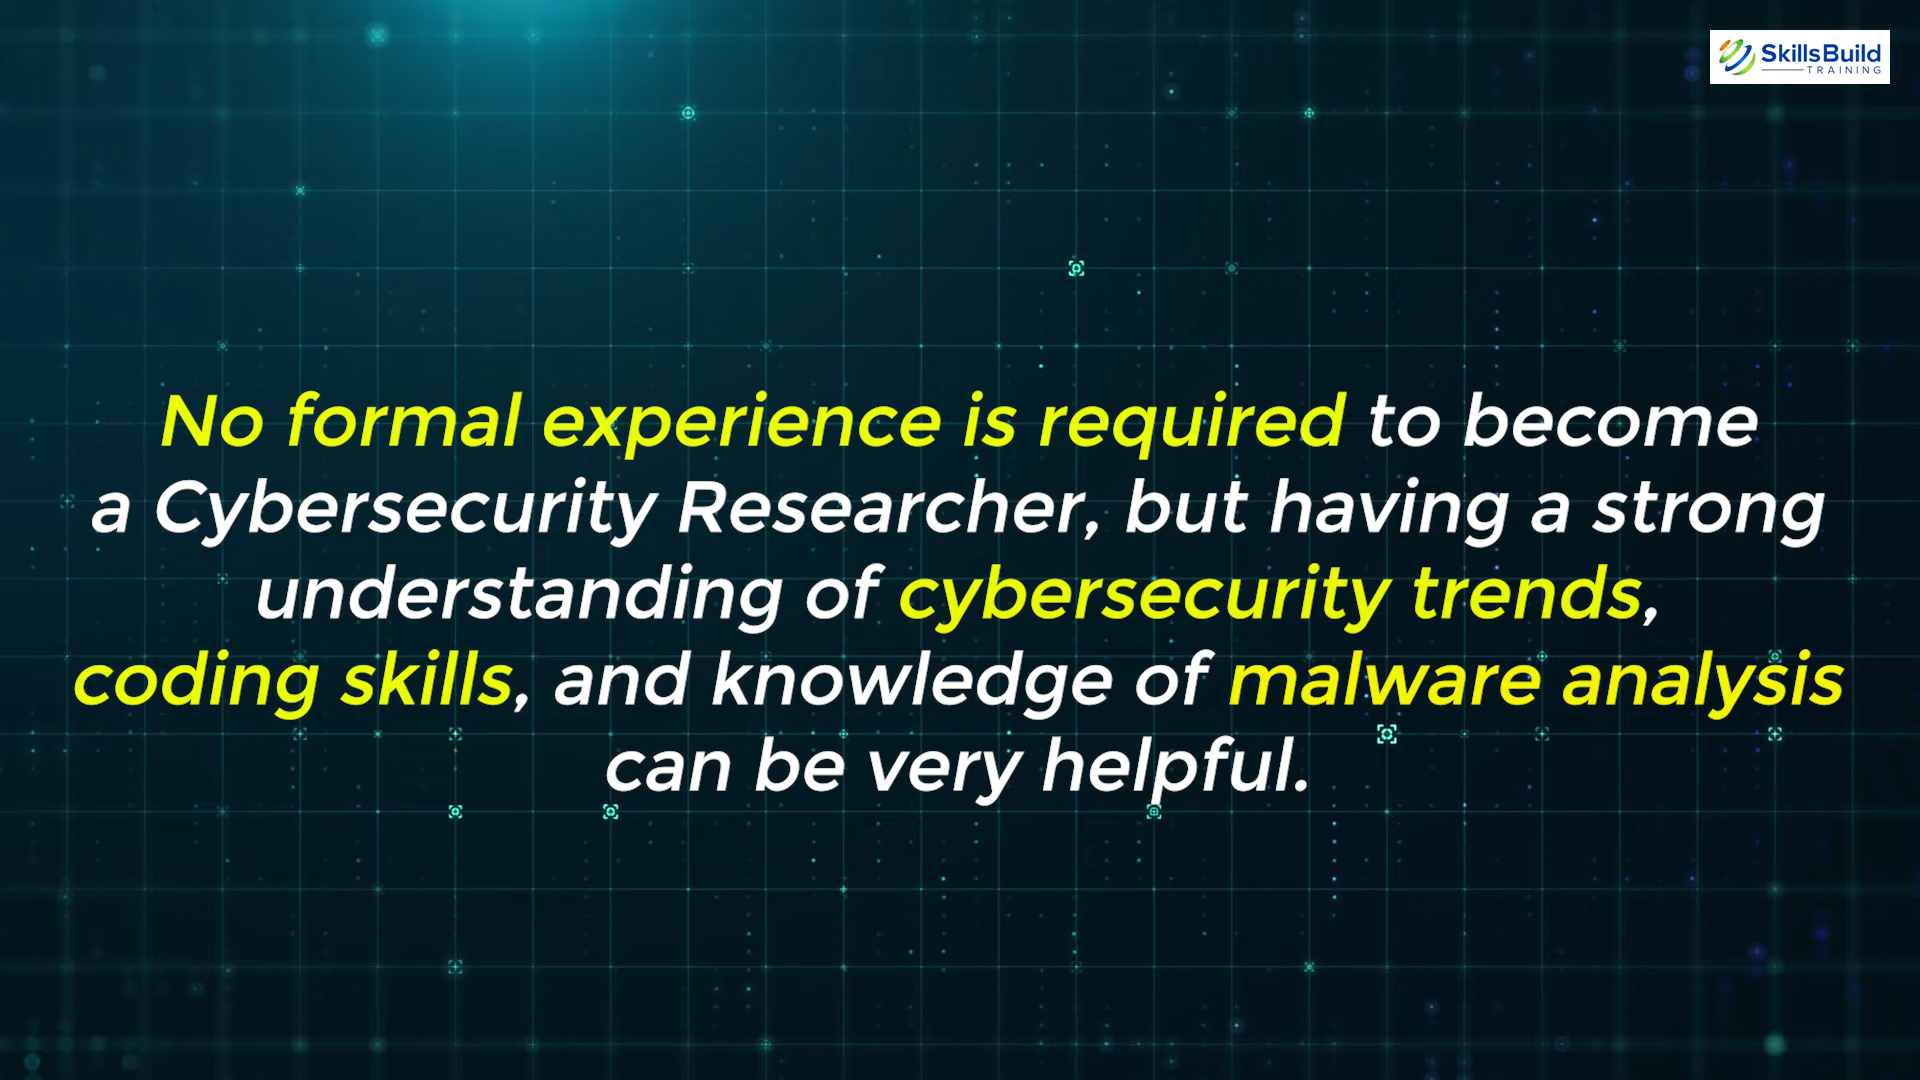 SkillsBuild
TRAINING
No formal experience is required to become
a Cybersecurity Researcher, but having a strong
understanding of cybersecurity trends,
coding skills, and knowledge of malware analysis
can be very helpful.